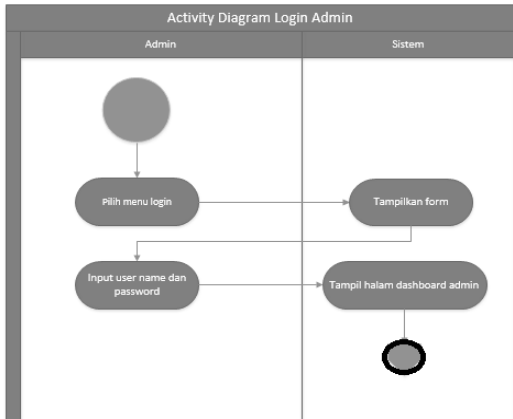 Activity Diagram Login Admin
Admin
Sistem
Pilih menu login
Tampilkan form
Input user name dan
password
Tampil halam dashboard admin